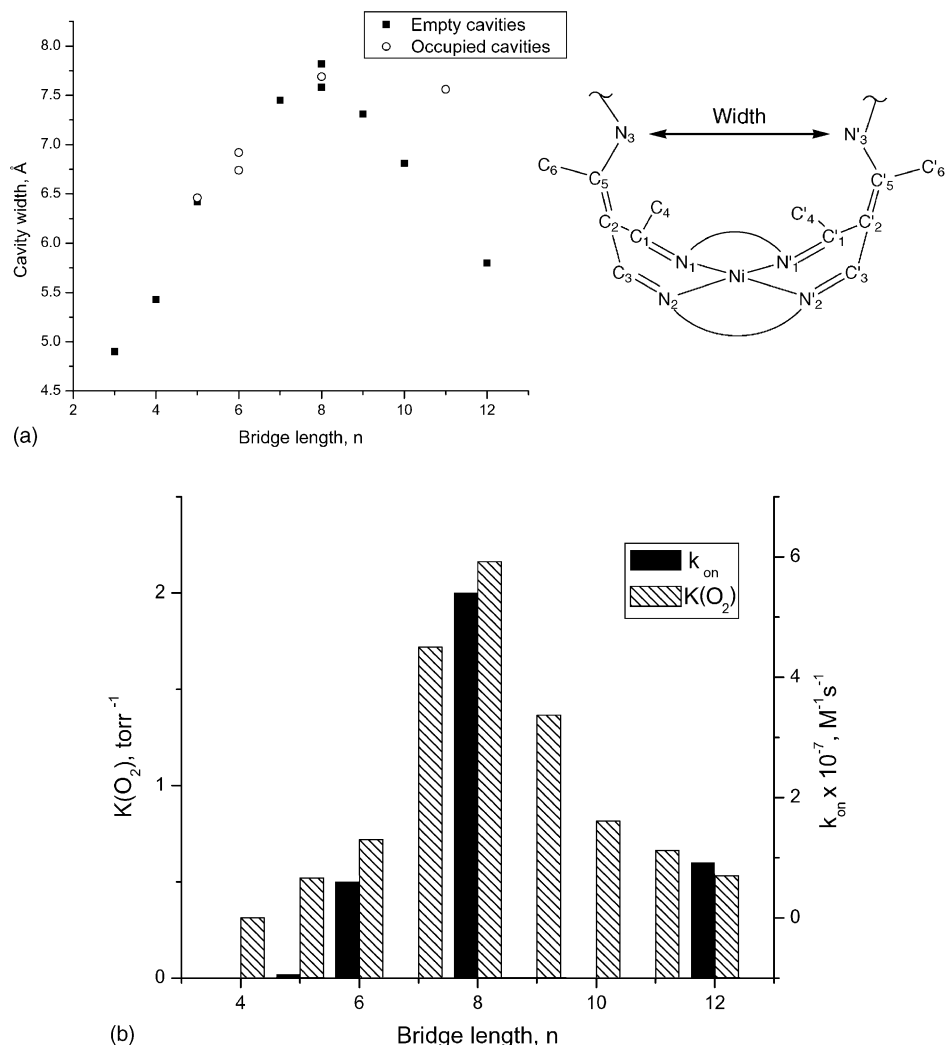 Empty cavities
Occupied cavities
8.0
7.5
7.0
6.5
6.0
5.5
5.0
4.5
Cavity width, Å
2 4 6 8 10 12
Bridge length, n
(a)
Width
N₃ N'₃
C₆ C₅ C'₅ C'₆
C₄ C'₄
C₂ C₁ C'₁ C'₂
N₁ N'₁
C₃ Ni C'₃
N₂ N'₂
k on
K(O₂)
2
1
0
K(O₂), torr⁻¹
6
4
2
0
k on x 10⁻⁷, M⁻¹s⁻¹
4 6 8 10 12
Bridge length, n
(b)